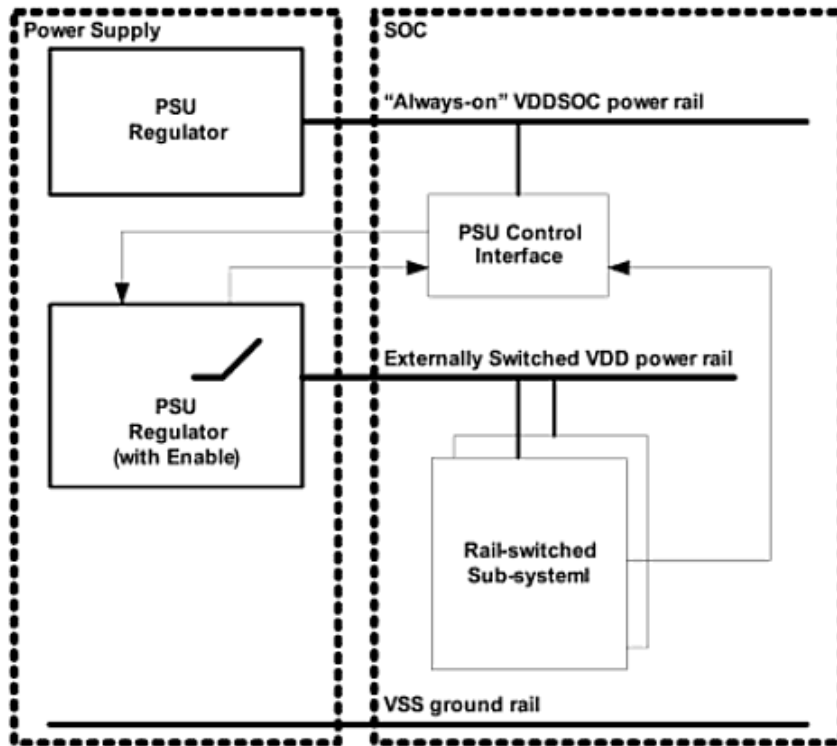 Power Supply
SOC
PSU
Regulator
"Always-on" VDDSOC power rail
PSU Control
Interface
Externally Switched VDD power rail
PSU
Regulator
(with Enable)
Rail-switched
Sub-systeml
VSS ground rail